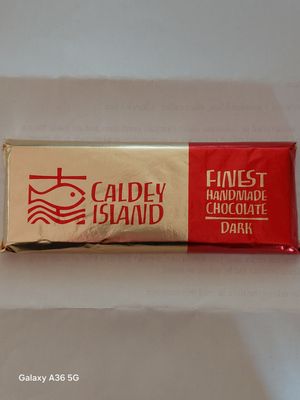 CALDEY
ISLAND
FINEST
HANDMADE
CHOCOLATE
DARK
Galaxy A36 5G